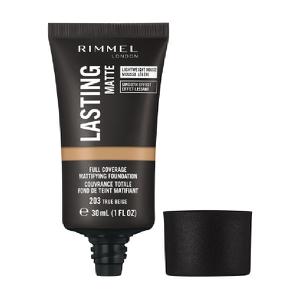 RIMMEL
LONDON
LASTING
MATTE
LIGHTWEIGHT MOUSSE
MOUSSE LÉGÈRE
SMOOTH EFFECT
EFFET LISSANT
FULL COVERAGE
MATTIFYING FOUNDATION
COUVRANCE TOTALE
FOND DE TEINT MATIFIANT
203 TRUE BEIGE
e 30 mL (1 FL OZ)